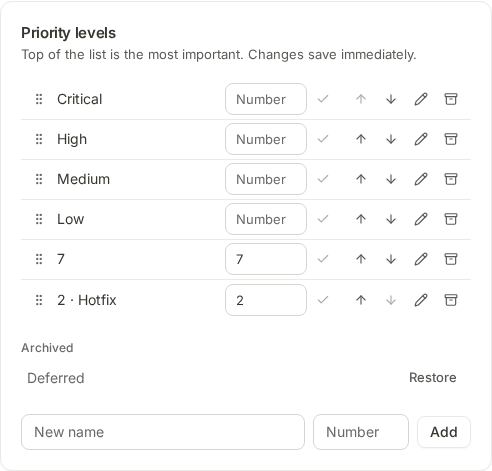 Priority levels
Top of the list is the most important. Changes save immediately.
Critical Number
High Number
Medium Number
Low Number
7 7
2 · Hotfix 2
Archived
Deferred Restore
New name Number Add